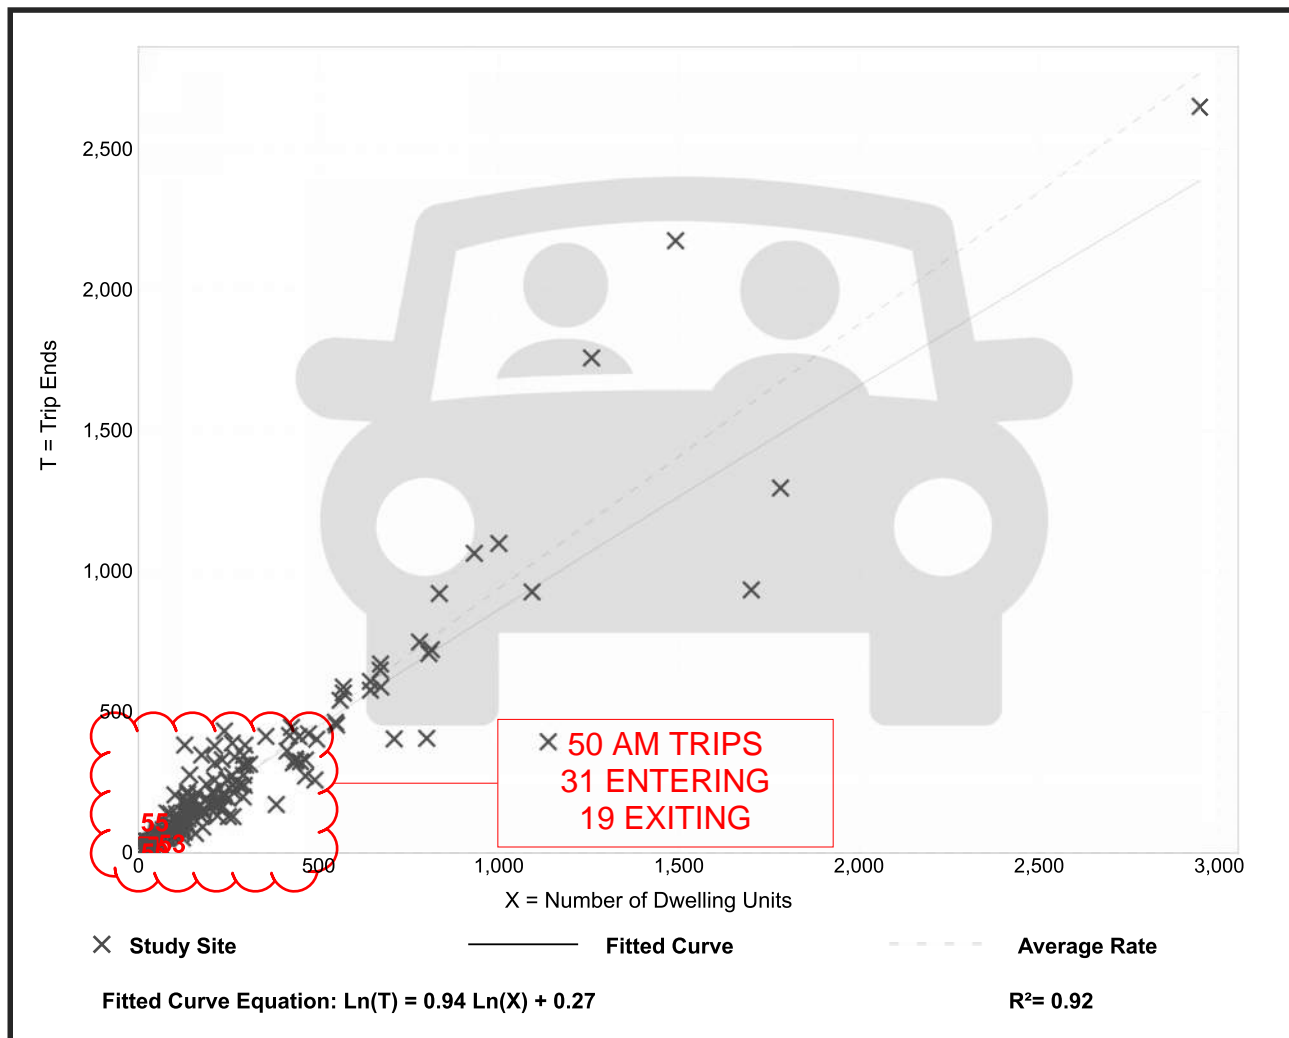 2,500
2,000
1,500
1,000
500
0
T = Trip Ends
50 AM TRIPS
31 ENTERING
19 EXITING
55
53
0 500 1,000 1,500 2,000 2,500 3,000
X = Number of Dwelling Units
Study Site Fitted Curve Average Rate
Fitted Curve Equation: Ln(T) = 0.94 Ln(X) + 0.27 R²= 0.92